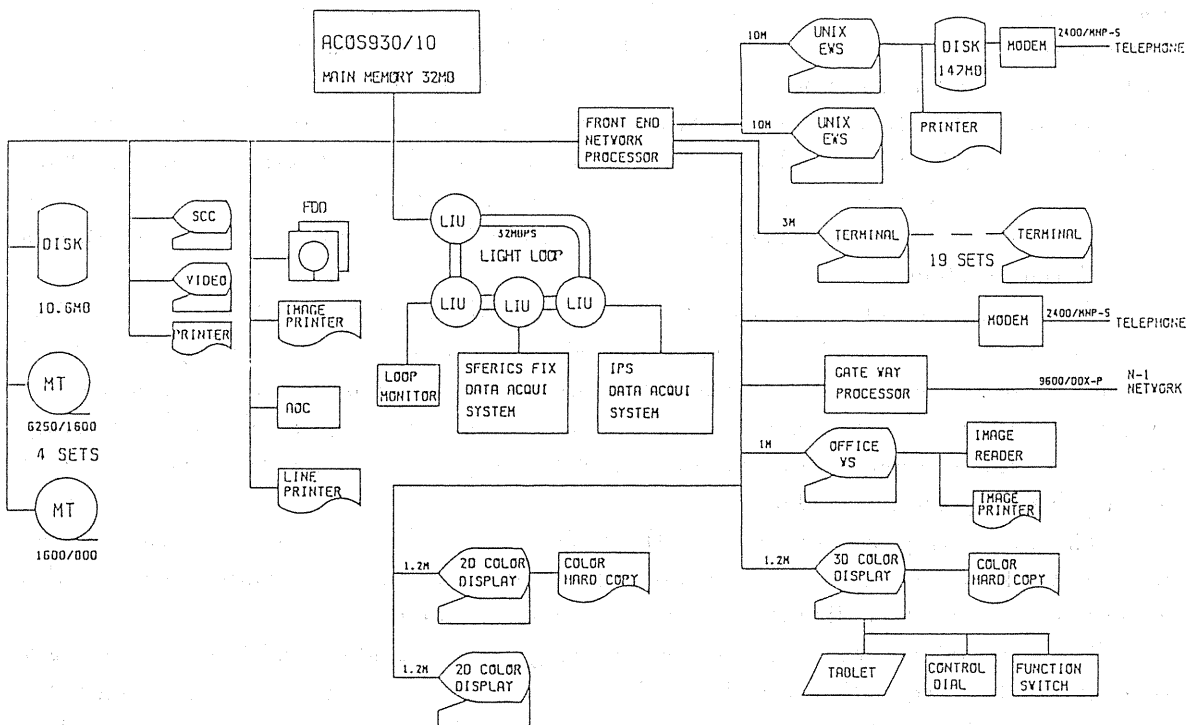 ACOS930/10
MAIN MEMORY 32MB
FRONT END
NETWORK
PROCESSOR
10M
UNIX
EWS
DISK
147MB
MODEM
2400/MNP-5
TELEPHONE
PRINTER
10M
UNIX
EWS
3M
TERMINAL
TERMINAL
19 SETS
MODEM
2400/MNP-5
TELEPHONE
GATE WAY
PROCESSOR
9600/DDX-P
N-1
NETWORK
1M
OFFICE
WS
IMAGE
READER
IMAGE
PRINTER
1.2M
3D COLOR
DISPLAY
COLOR
HARD COPY
TABLET
CONTROL
DIAL
FUNCTION
SWITCH
1.2M
2D COLOR
DISPLAY
COLOR
HARD COPY
1.2M
2D COLOR
DISPLAY
LIU
32MBPS
LIGHT LOOP
LIU
LIU
LIU
LOOP
MONITOR
SFERICS FIX
DATA ACQUI
SYSTEM
IPS
DATA ACQUI
SYSTEM
DISK
10.6MB
MT
6250/1600
4 SETS
MT
1600/800
SCC
VIDEO
PRINTER
FDD
IMAGE
PRINTER
ADC
LINE
PRINTER